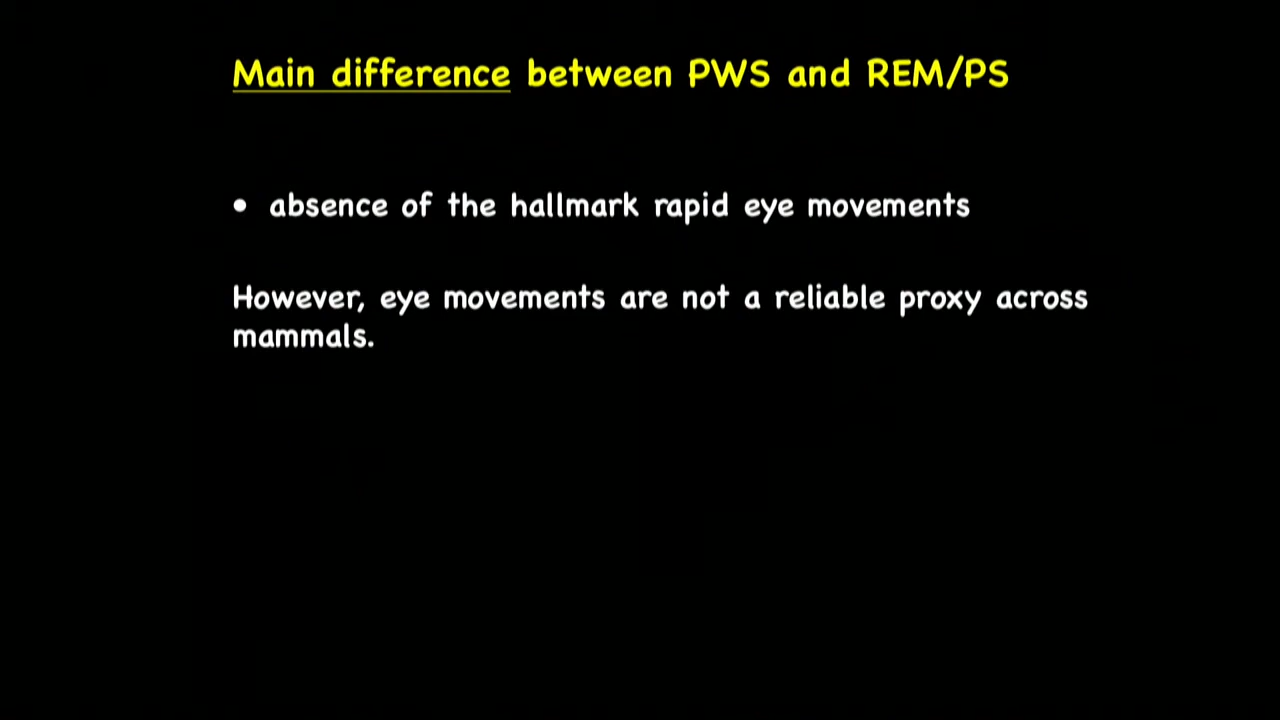 Main difference between PWS and REM/PS
• absence of the hallmark rapid eye movements
However, eye movements are not a reliable proxy across
mammals.